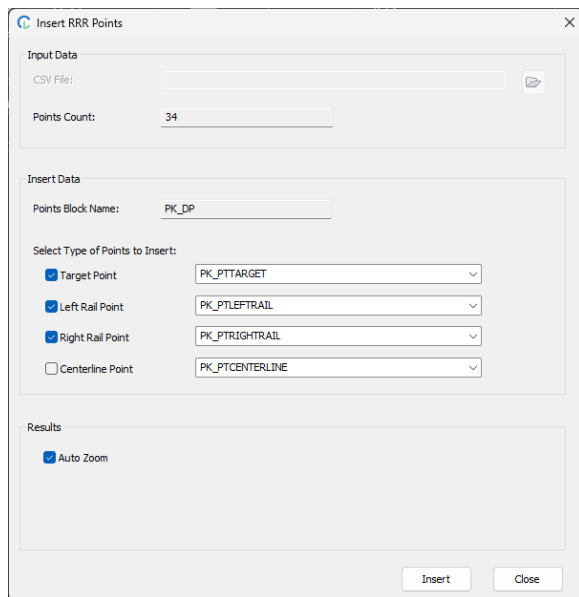 Insert RRR Points
Input Data
CSV File:
Points Count: 34
Insert Data
Points Block Name: PK_DP
Select Type of Points to Insert:
Target Point PK_PTTARGET
Left Rail Point PK_PTLEFTRAIL
Right Rail Point PK_PTRIGHTRAIL
Centerline Point PK_PTCENTERLINE
Results
Auto Zoom
Insert Close